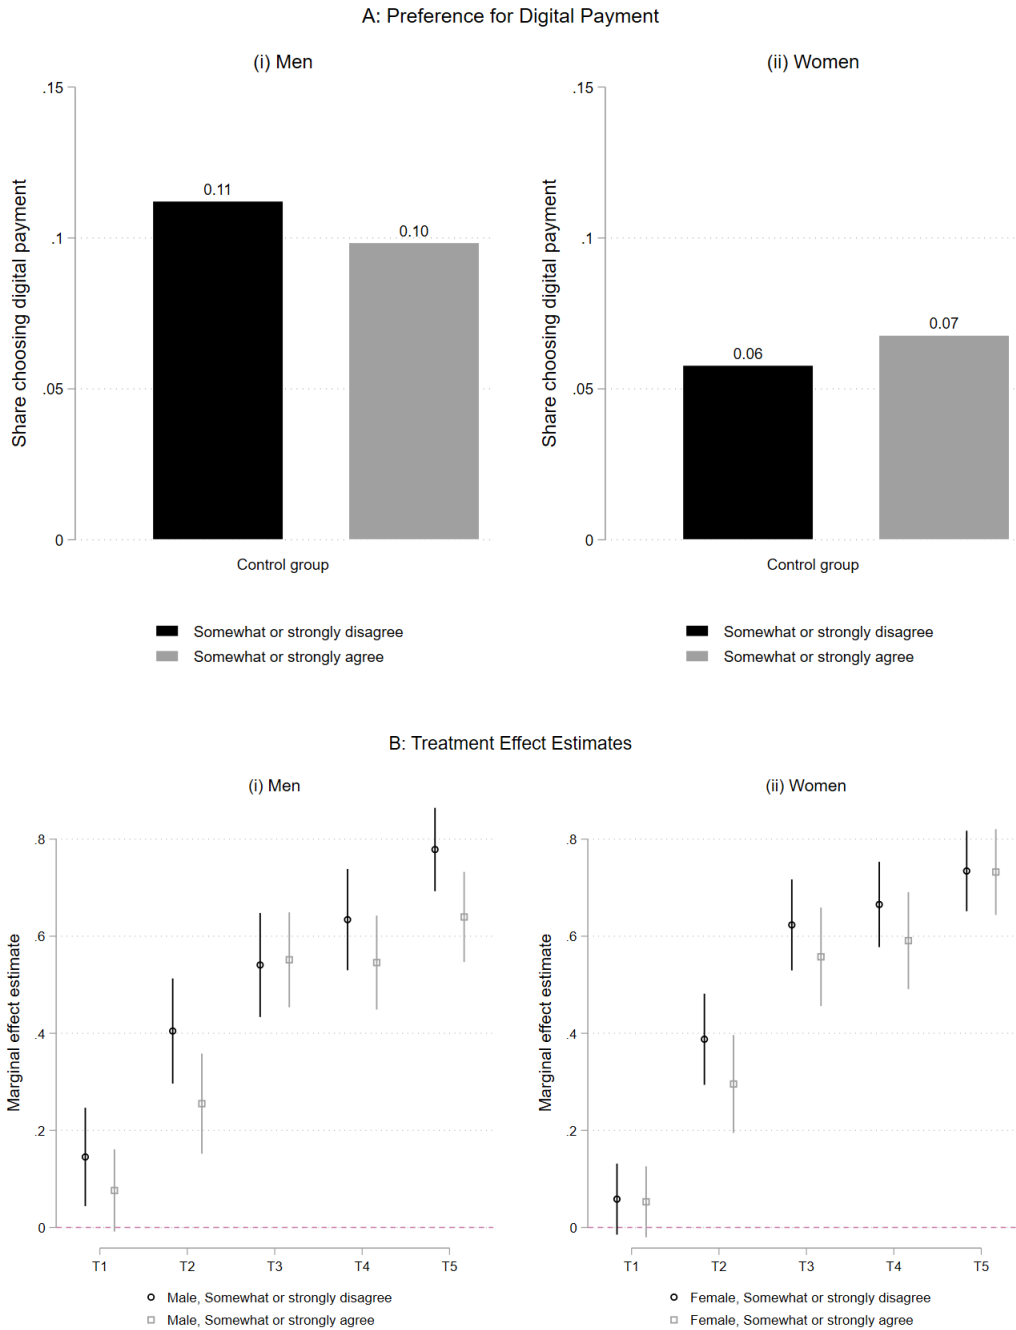 A: Preference for Digital Payment
(i) Men
.15
.1
.05
0
Share choosing digital payment
0.11
0.10
Control group
Somewhat or strongly disagree
Somewhat or strongly agree
(ii) Women
.15
.1
.05
0
Share choosing digital payment
0.06
0.07
Control group
Somewhat or strongly disagree
Somewhat or strongly agree
B: Treatment Effect Estimates
(i) Men
.8
.6
.4
.2
0
Marginal effect estimate
T1 T2 T3 T4 T5
Male, Somewhat or strongly disagree
Male, Somewhat or strongly agree
(ii) Women
.8
.6
.4
.2
0
Marginal effect estimate
T1 T2 T3 T4 T5
Female, Somewhat or strongly disagree
Female, Somewhat or strongly agree